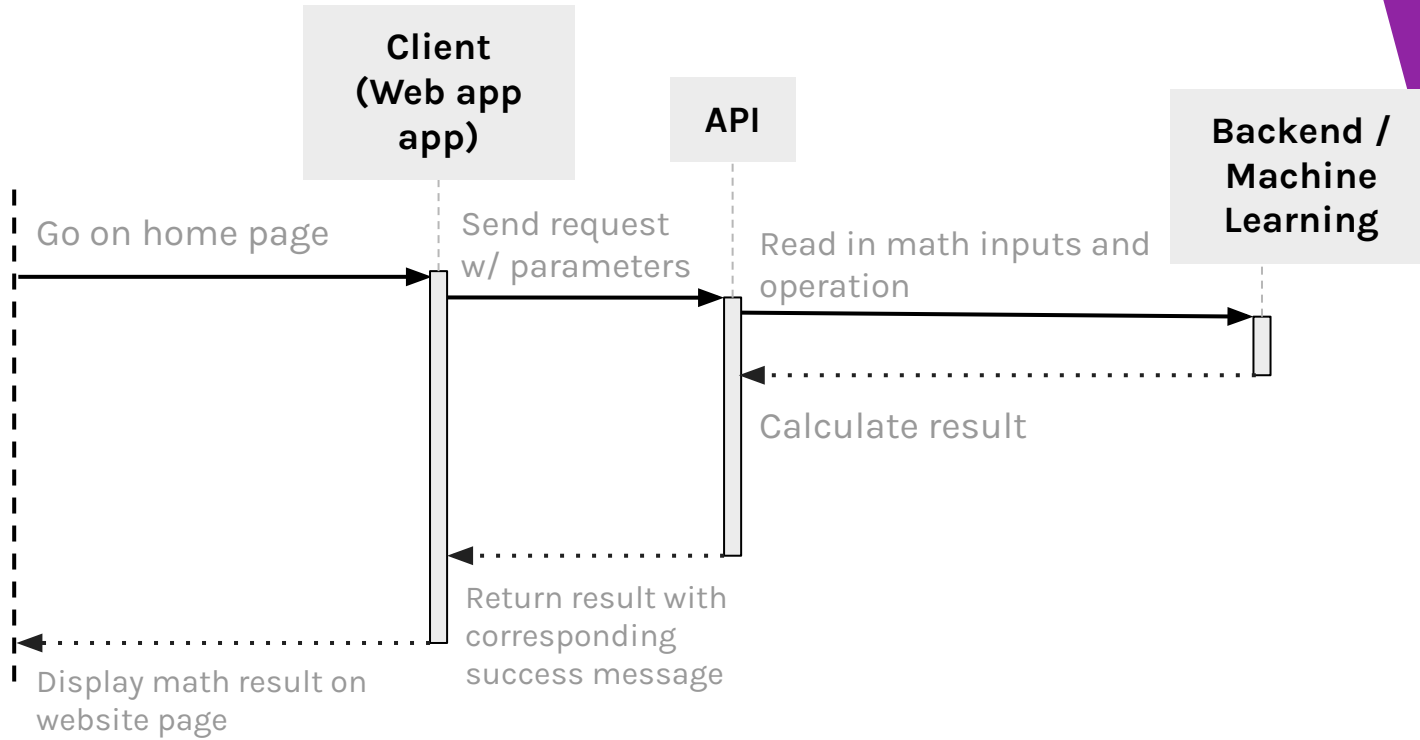 Client
(Web app
app)
API
Backend /
Machine
Learning
Go on home page
Send request
w/ parameters
Read in math inputs and
operation
Calculate result
Return result with
corresponding
success message
Display math result on
website page